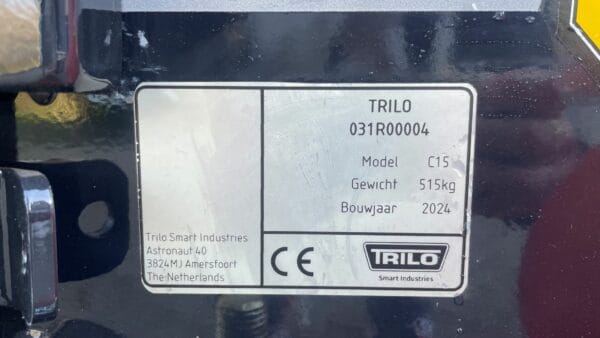 TRILO
031R00004
Model C15
Gewicht 515kg
Bouwjaar 2024
Trilo Smart Industries
Astronaut 40
3824MJ Amersfoort
The Netherlands
CE
TRILO
Smart Industries